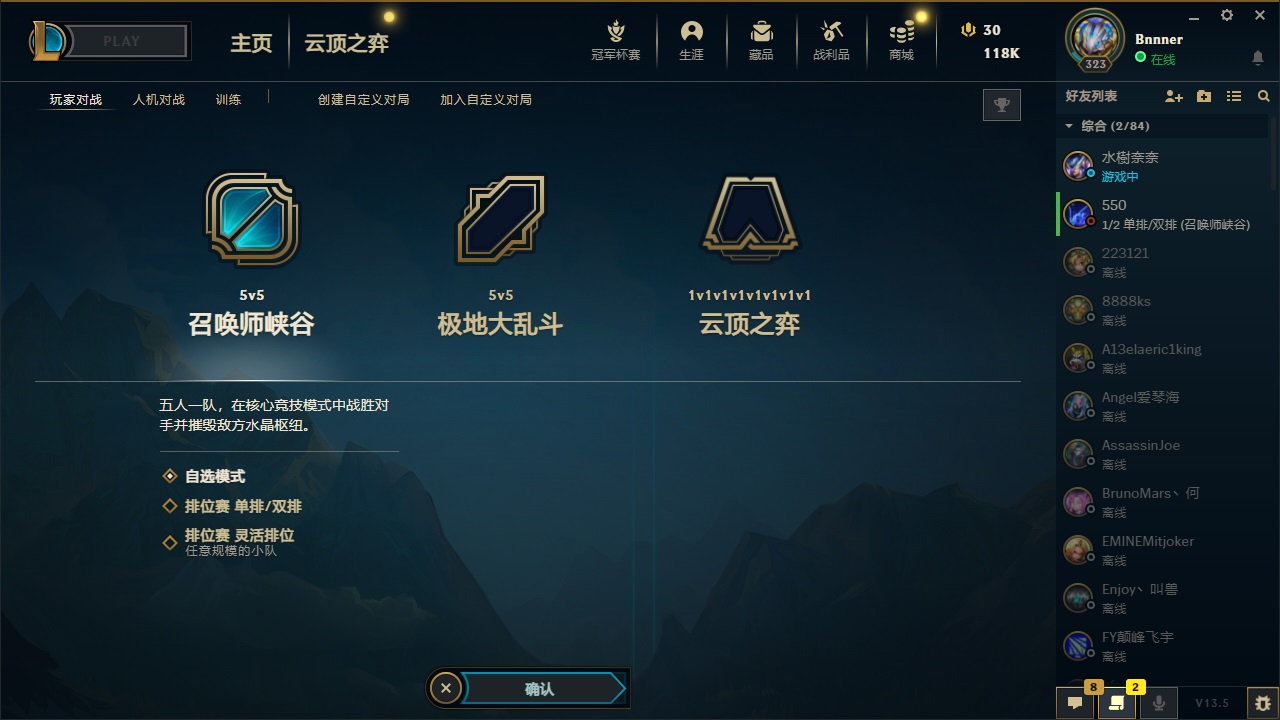 PLAY
主页
云顶之弈
冠军杯赛
生涯
藏品
战利品
商城
30
118K
323
Bnnner
在线
玩家对战
人机对战
训练
创建自定义对局
加入自定义对局
好友列表
综合 (2/84)
水樹奈奈
游戏中
550
1/2 单排/双排 (召唤师峡谷)
223121
离线
8888ks
离线
A13elaeric1king
离线
Angel爱琴海
离线
AssassinJoe
离线
BrunoMars丶何
离线
EMINEMitjoker
离线
Enjoy丶叫兽
离线
FY颠峰飞宇
离线
5v5
召唤师峡谷
5v5
极地大乱斗
1v1v1v1v1v1v1v1
云顶之弈
五人一队，在核心竞技模式中战胜对
手并摧毁敌方水晶枢纽。
自选模式
排位赛 单排/双排
排位赛 灵活排位
任意规模的小队
确认
8
2
V13.5